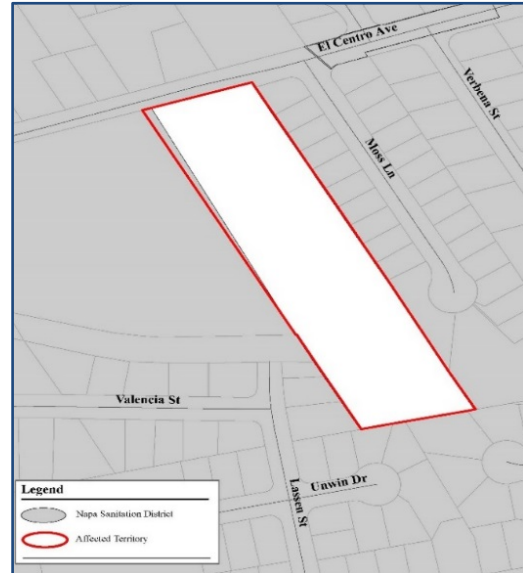 El Centro Ave
Verbena St
Moss Ln
Valencia St
Lassen St
Unwin Dr
Legend
Napa Sanitation District
Affected Territory